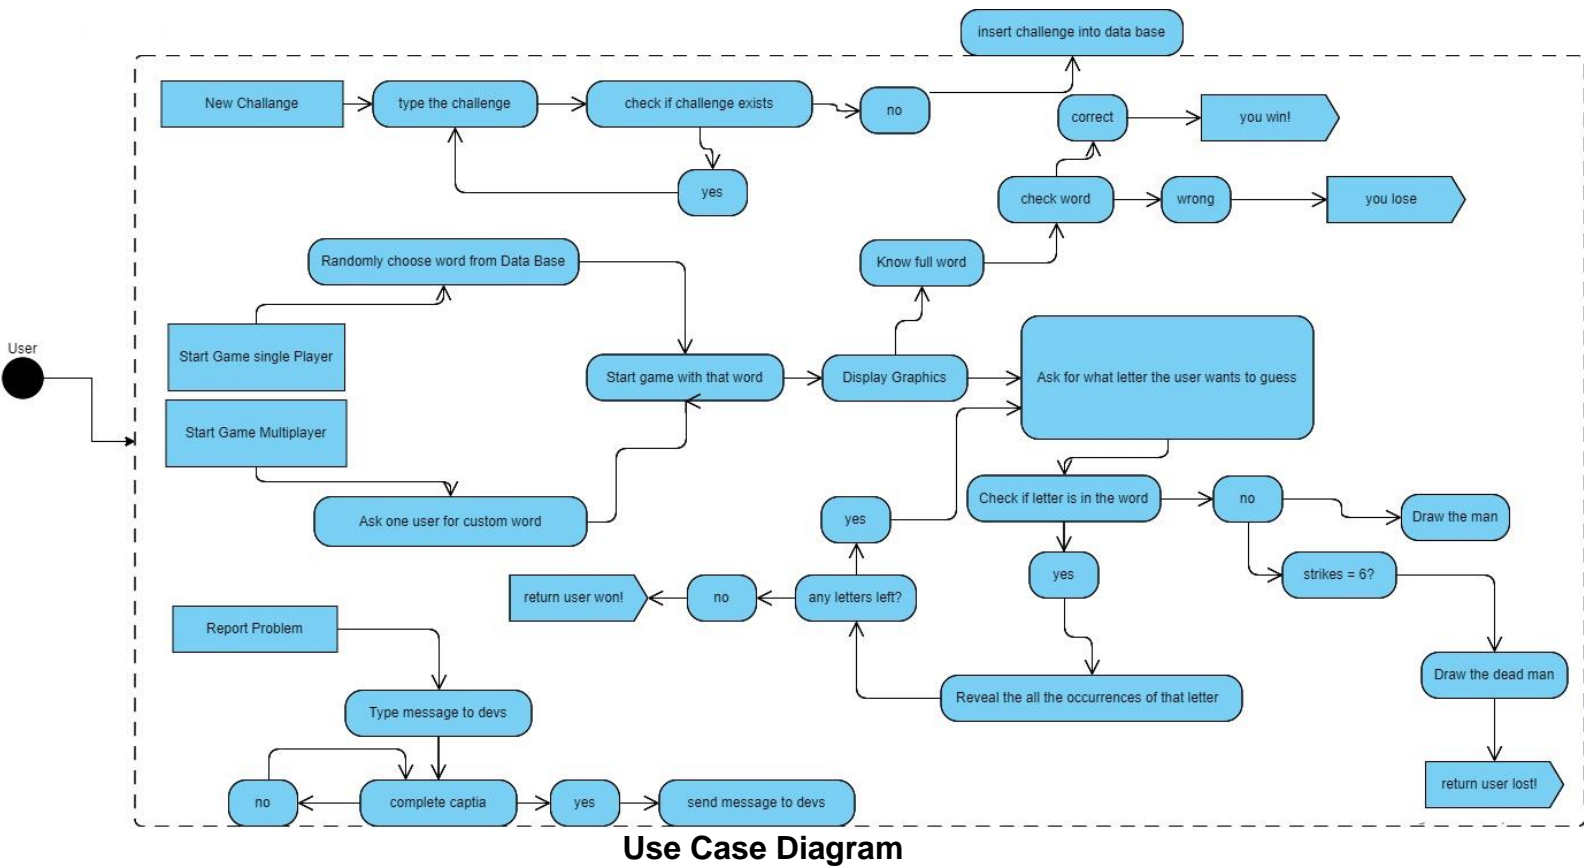 insert challenge into data base
New Challange
type the challenge
check if challenge exists
no
correct
you win!
yes
check word
wrong
you lose
Randomly choose word from Data Base
Know full word
User
Start Game single Player
Start game with that word
Display Graphics
Ask for what letter the user wants to guess
Start Game Multiplayer
Ask one user for custom word
yes
Check if letter is in the word
no
Draw the man
yes
strikes = 6?
return user won!
no
any letters left?
Report Problem
Draw the dead man
Reveal the all the occurrences of that letter
Type message to devs
return user lost!
no
complete captia
yes
send message to devs
Use Case Diagram